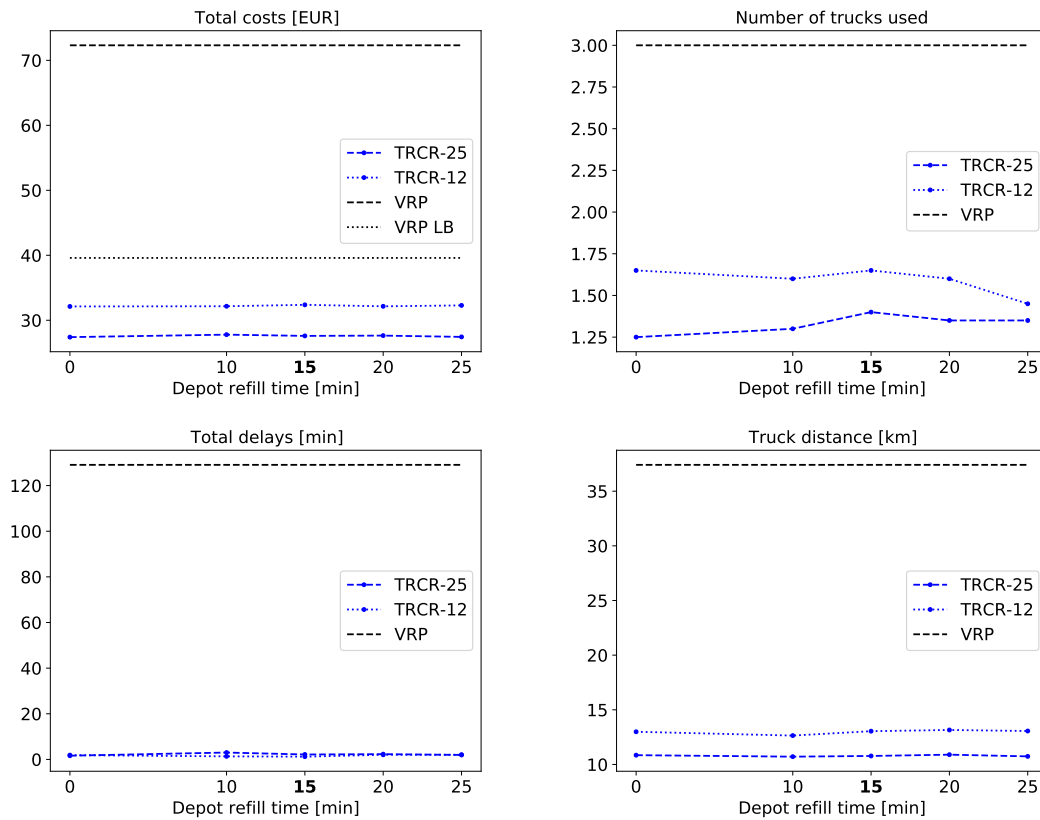 Total costs [EUR]
70
60
50
40
30
TRCR-25
TRCR-12
VRP
VRP LB
0 10 15 20 25
Depot refill time [min]
Number of trucks used
3.00
2.75
2.50
2.25
2.00
1.75
1.50
1.25
TRCR-25
TRCR-12
VRP
0 10 15 20 25
Depot refill time [min]
Total delays [min]
120
100
80
60
40
20
0
TRCR-25
TRCR-12
VRP
0 10 15 20 25
Depot refill time [min]
Truck distance [km]
35
30
25
20
15
10
TRCR-25
TRCR-12
VRP
0 10 15 20 25
Depot refill time [min]